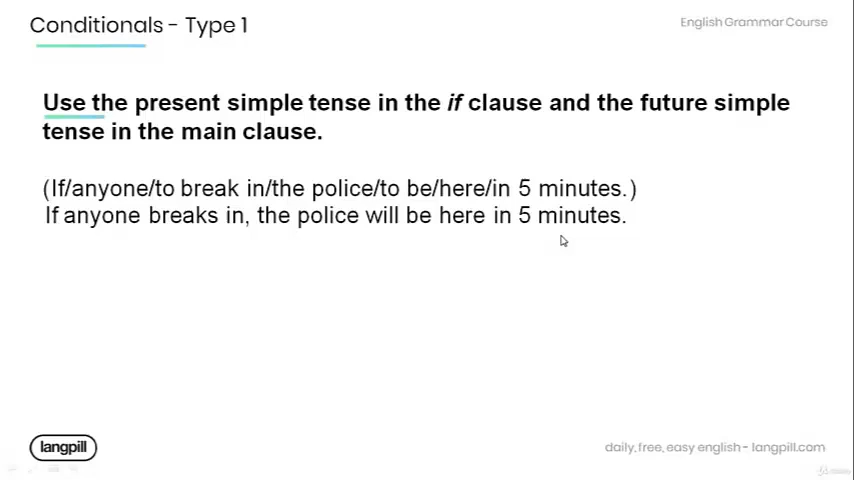 Conditionals - Type 1
English Grammar Course
Use the present simple tense in the if clause and the future simple
tense in the main clause.
(If/anyone/to break in/the police/to be/here/in 5 minutes.)
If anyone breaks in, the police will be here in 5 minutes.
langpill
daily, free, easy english - langpill.com